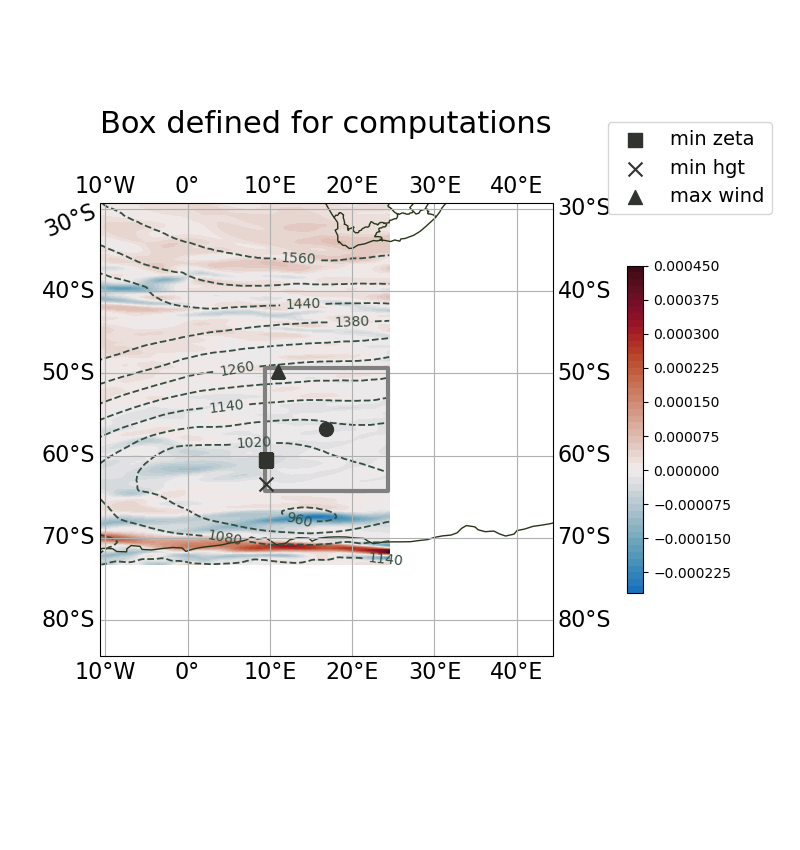 Box defined for computations
min zeta
min hgt
max wind
10°W 0° 10°E 20°E 30°E 40°E
30°S 30°S
40°S 40°S
50°S 50°S
60°S 60°S
70°S 70°S
80°S 80°S
10°W 0° 10°E 20°E 30°E 40°E
1560
1440
1380
1260
1140
1020
960
1080
1140
0.000450
0.000375
0.000300
0.000225
0.000150
0.000075
0.000000
−0.000075
−0.000150
−0.000225